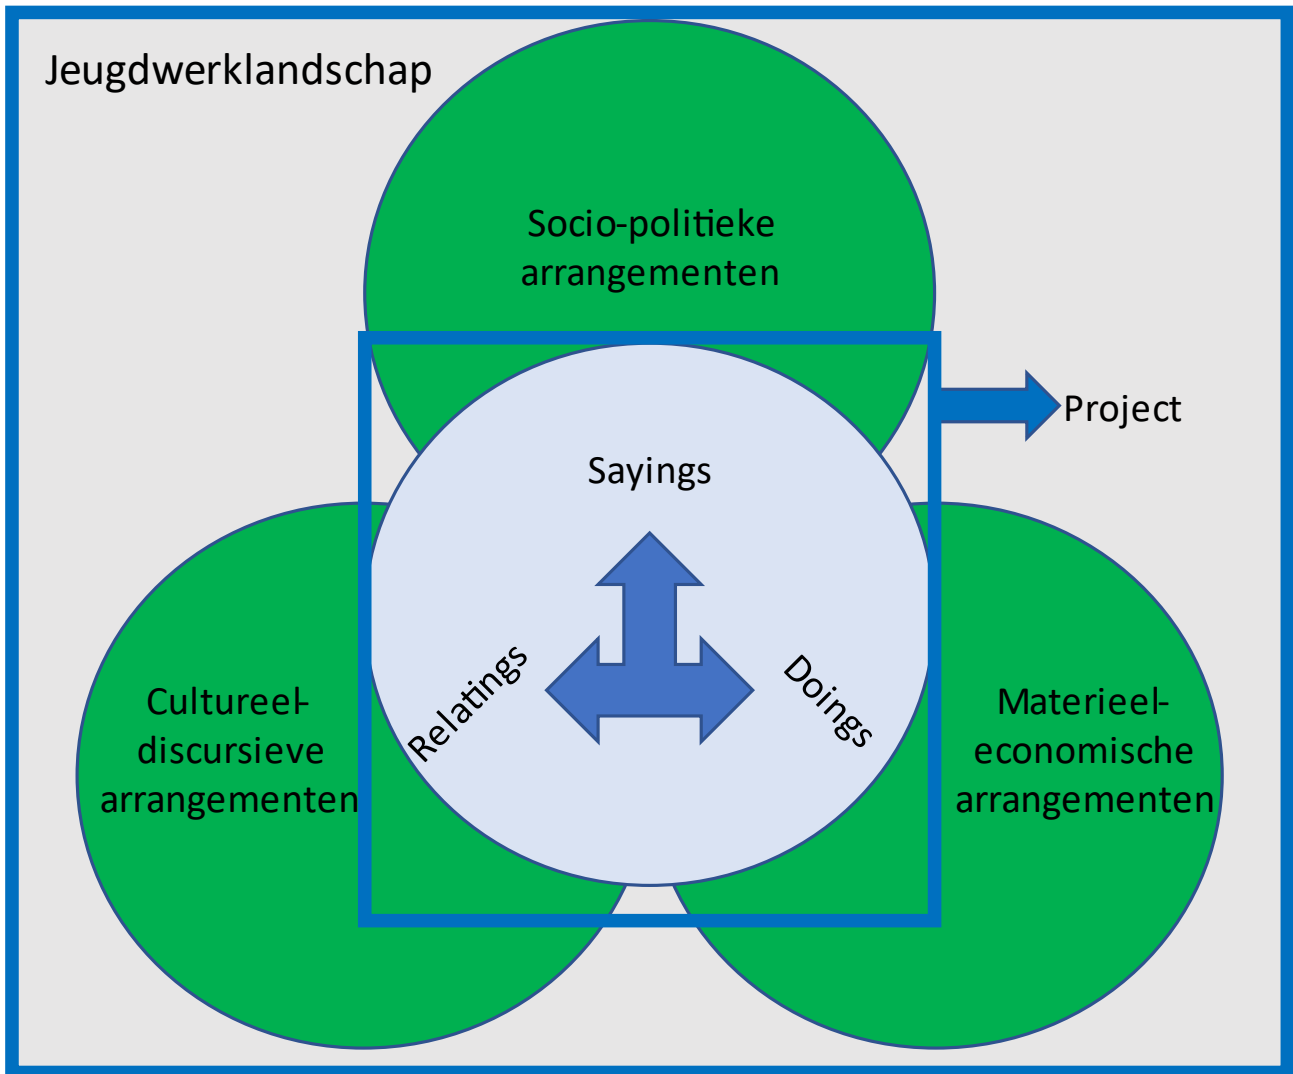 Jeugdwerklandschap
Socio-politieke
arrangementen
Project
Sayings
Relatings
Doings
Cultureel-
discursieve
arrangementen
Materieel-
economische
arrangementen